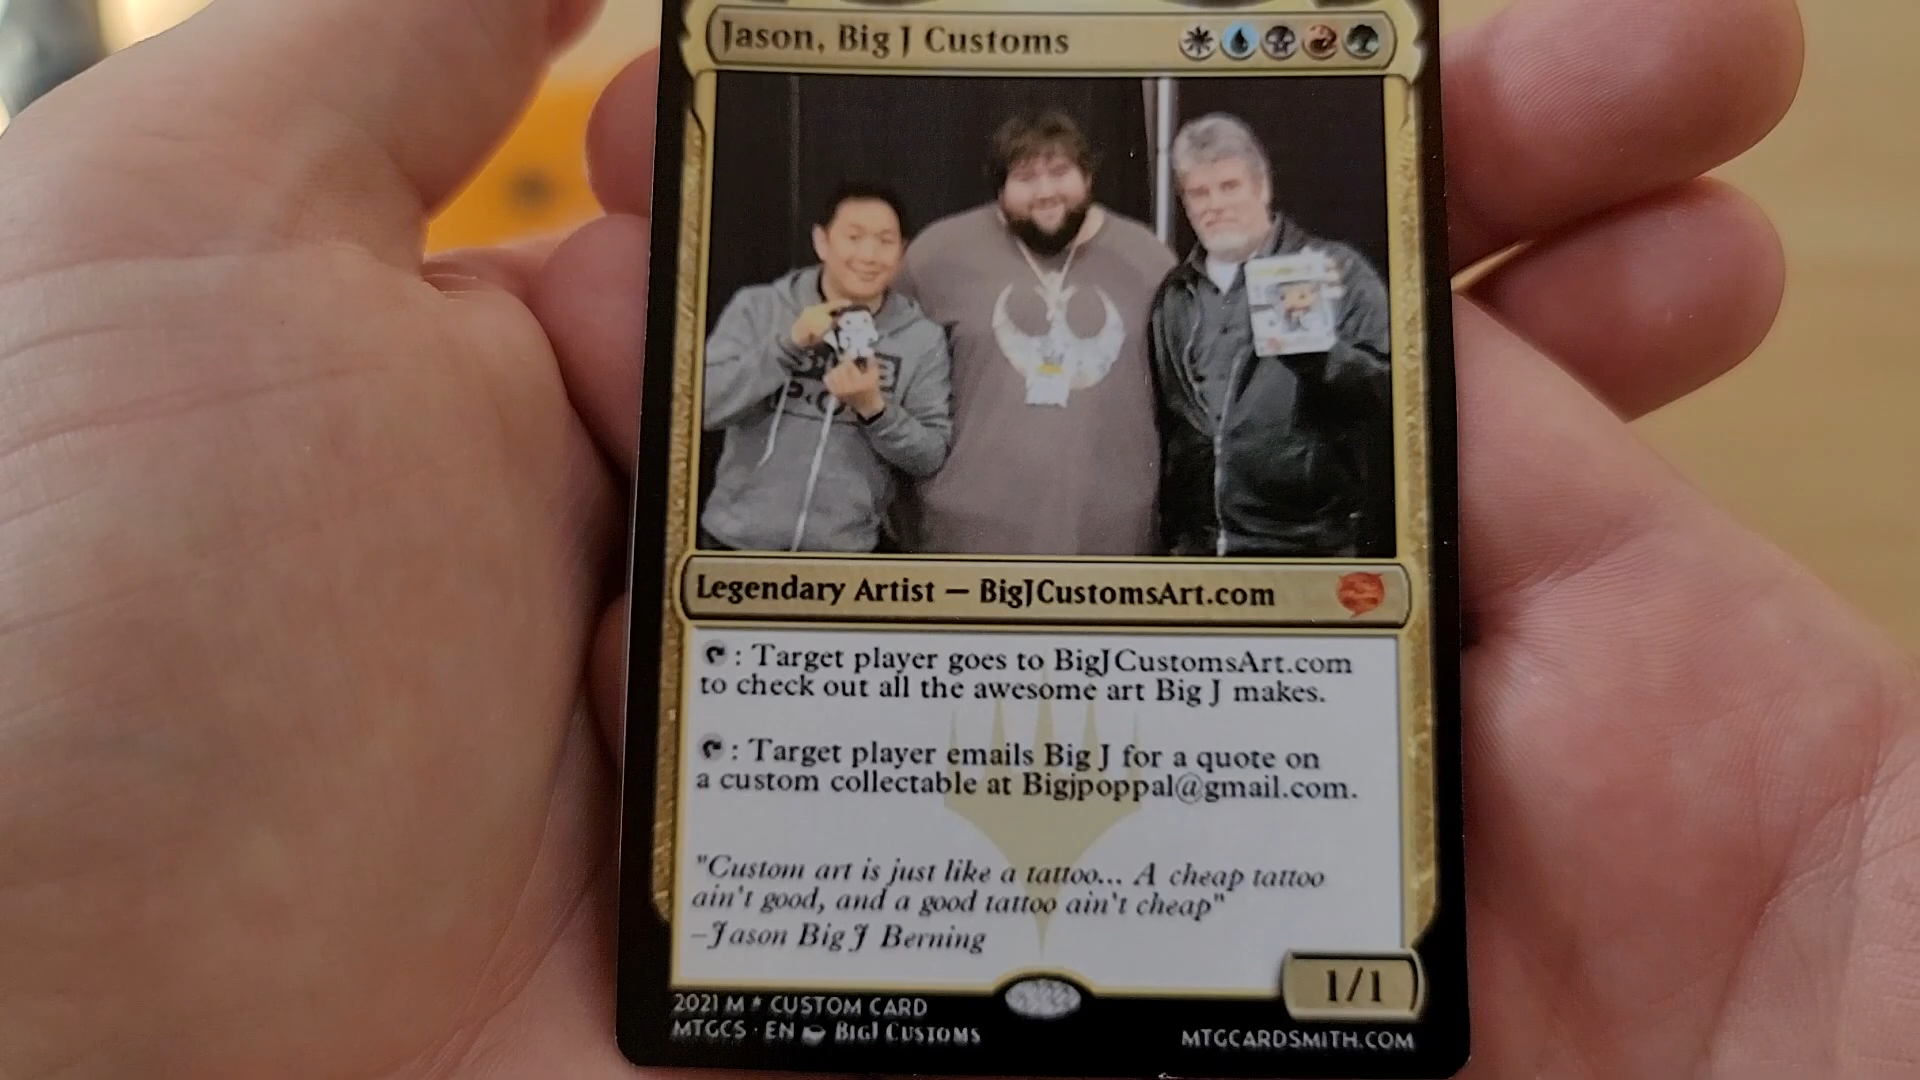 Jason, Big J Customs
Legendary Artist — BigJCustomsArt.com
: Target player goes to BigJCustomsArt.com
to check out all the awesome art Big J makes.
: Target player emails Big J for a quote on
a custom collectable at Bigjpoppal@gmail.com.
"Custom art is just like a tattoo... A cheap tattoo
ain't good, and a good tattoo ain't cheap"
–Jason Big J Berning
1/1
2021 M * CUSTOM CARD
MTGCS · EN BIGJ CUSTOMS
MTGCARDSMITH.COM